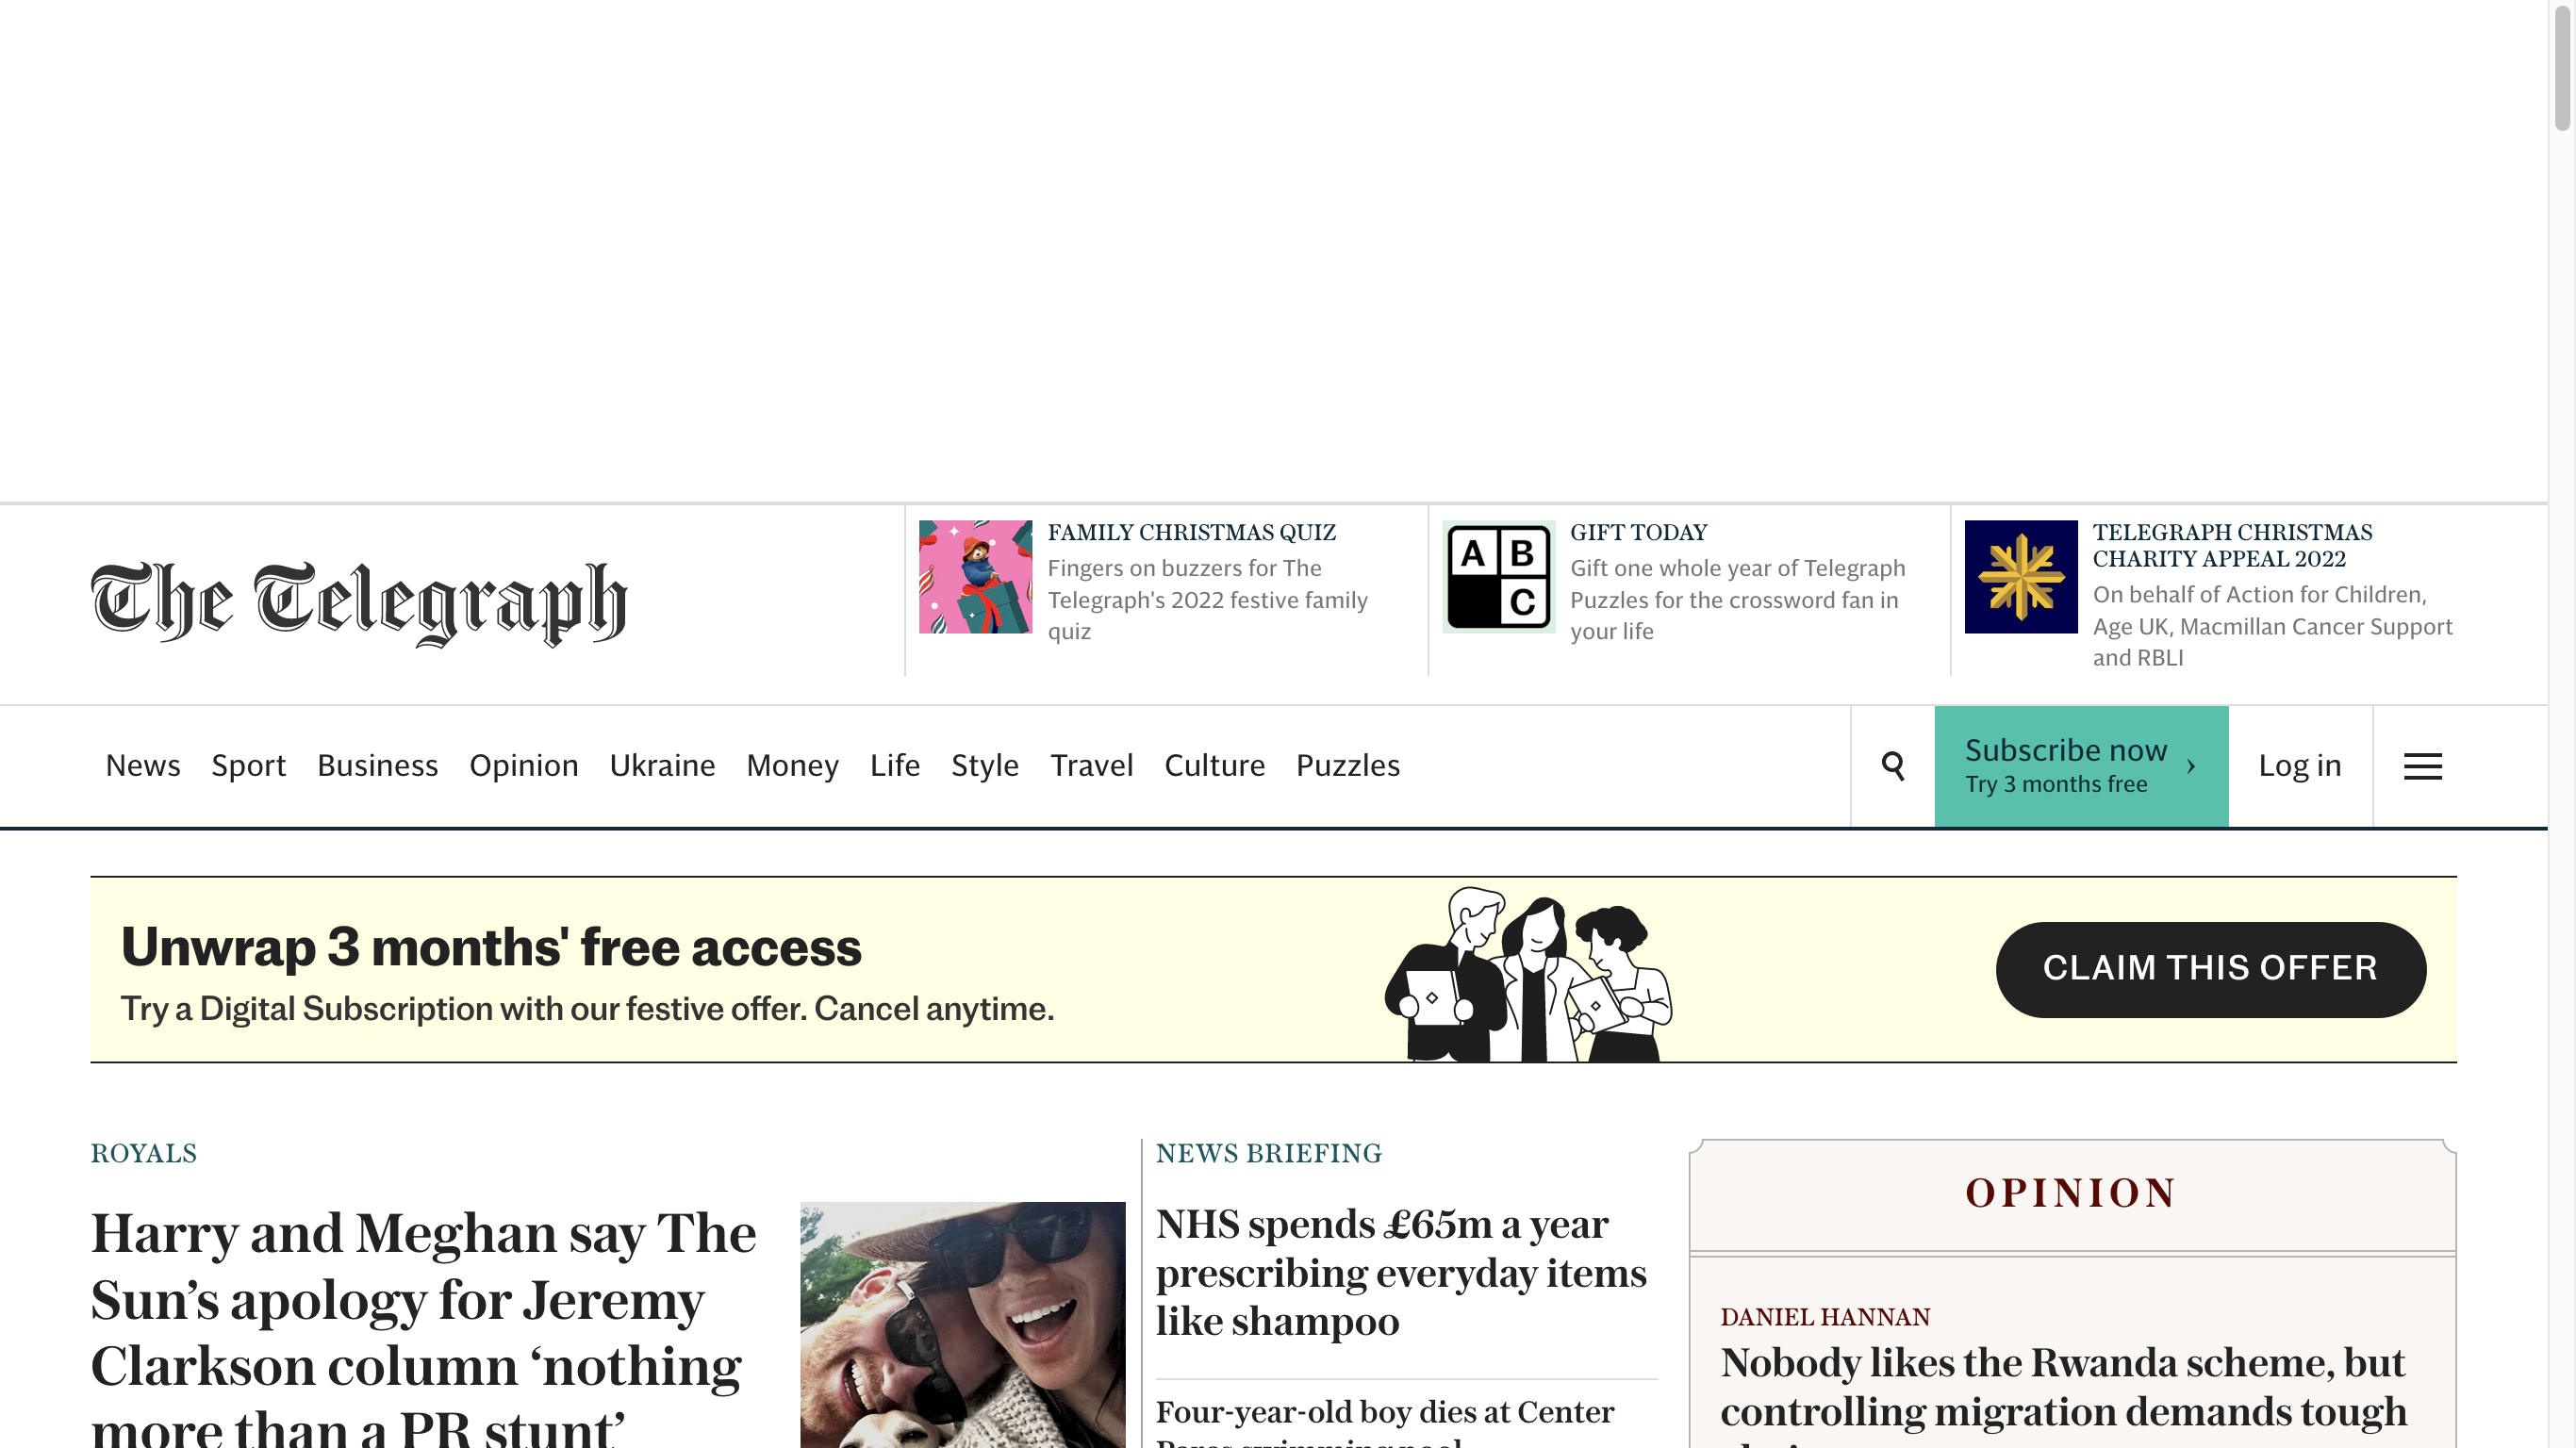 The Telegraph
FAMILY CHRISTMAS QUIZ
Fingers on buzzers for The
Telegraph's 2022 festive family
quiz
A B
C
GIFT TODAY
Gift one whole year of Telegraph
Puzzles for the crossword fan in
your life
TELEGRAPH CHRISTMAS
CHARITY APPEAL 2022
On behalf of Action for Children,
Age UK, Macmillan Cancer Support
and RBLI
News Sport Business Opinion Ukraine Money Life Style Travel Culture Puzzles
Subscribe now
Try 3 months free
Log in
Unwrap 3 months' free access
Try a Digital Subscription with our festive offer. Cancel anytime.
CLAIM THIS OFFER
ROYALS
Harry and Meghan say The
Sun’s apology for Jeremy
Clarkson column ‘nothing
more than a PR stunt’
NEWS BRIEFING
NHS spends £65m a year
prescribing everyday items
like shampoo
Four-year-old boy dies at Center
OPINION
DANIEL HANNAN
Nobody likes the Rwanda scheme, but
controlling migration demands tough